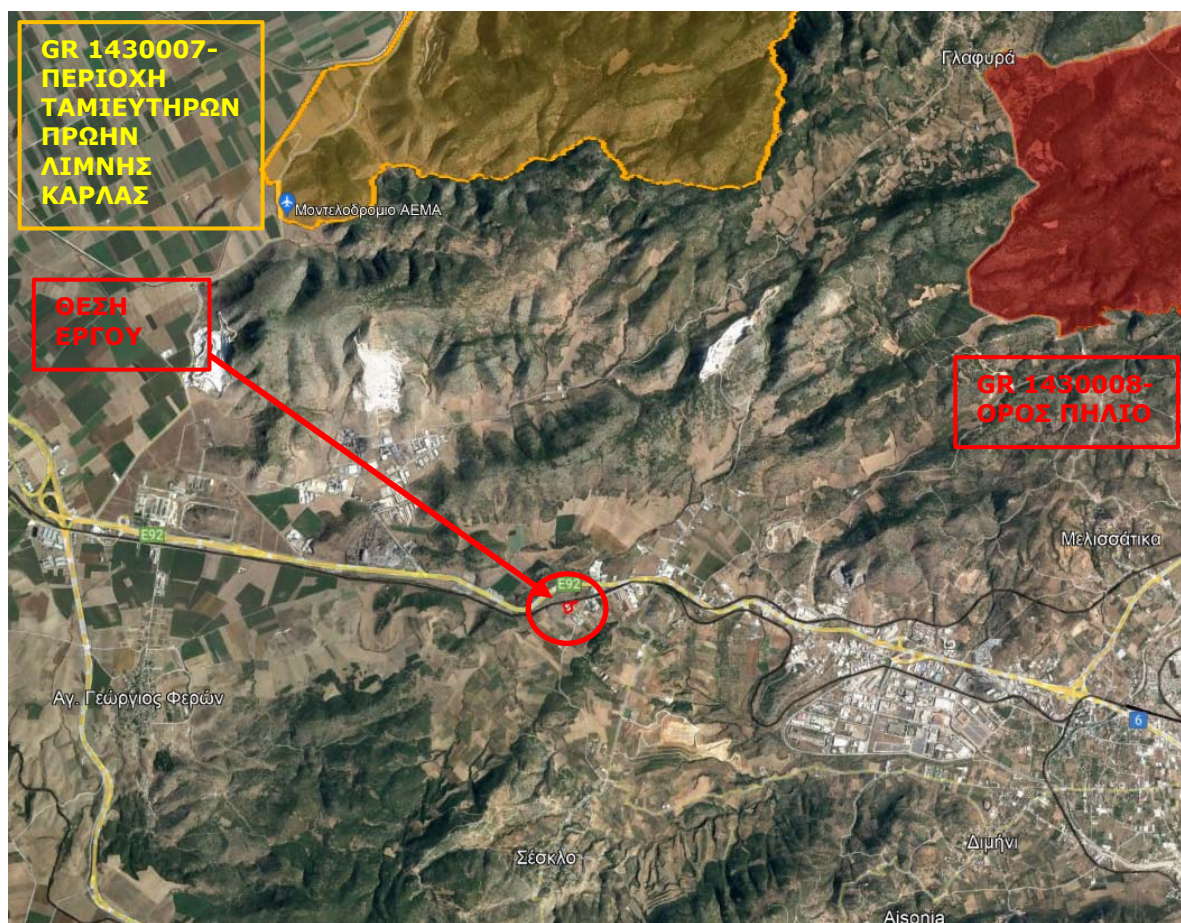 GR 1430007-
ΠΕΡΙΟΧΗ
ΤΑΜΙΕΥΤΗΡΩΝ
ΠΡΩΗΝ
ΛΙΜΝΗΣ
ΚΑΡΛΑΣ
Γλαφυρά
Μοντελοδρόμιο ΑΕΜΑ
ΘΕΣΗ
ΕΡΓΟΥ
GR 1430008-
ΟΡΟΣ ΠΗΛΙΟ
E92
Μελισσάτικα
E92
Αγ. Γεώργιος Φερών
6
Διμήνι
Σέσκλο
Aisonia